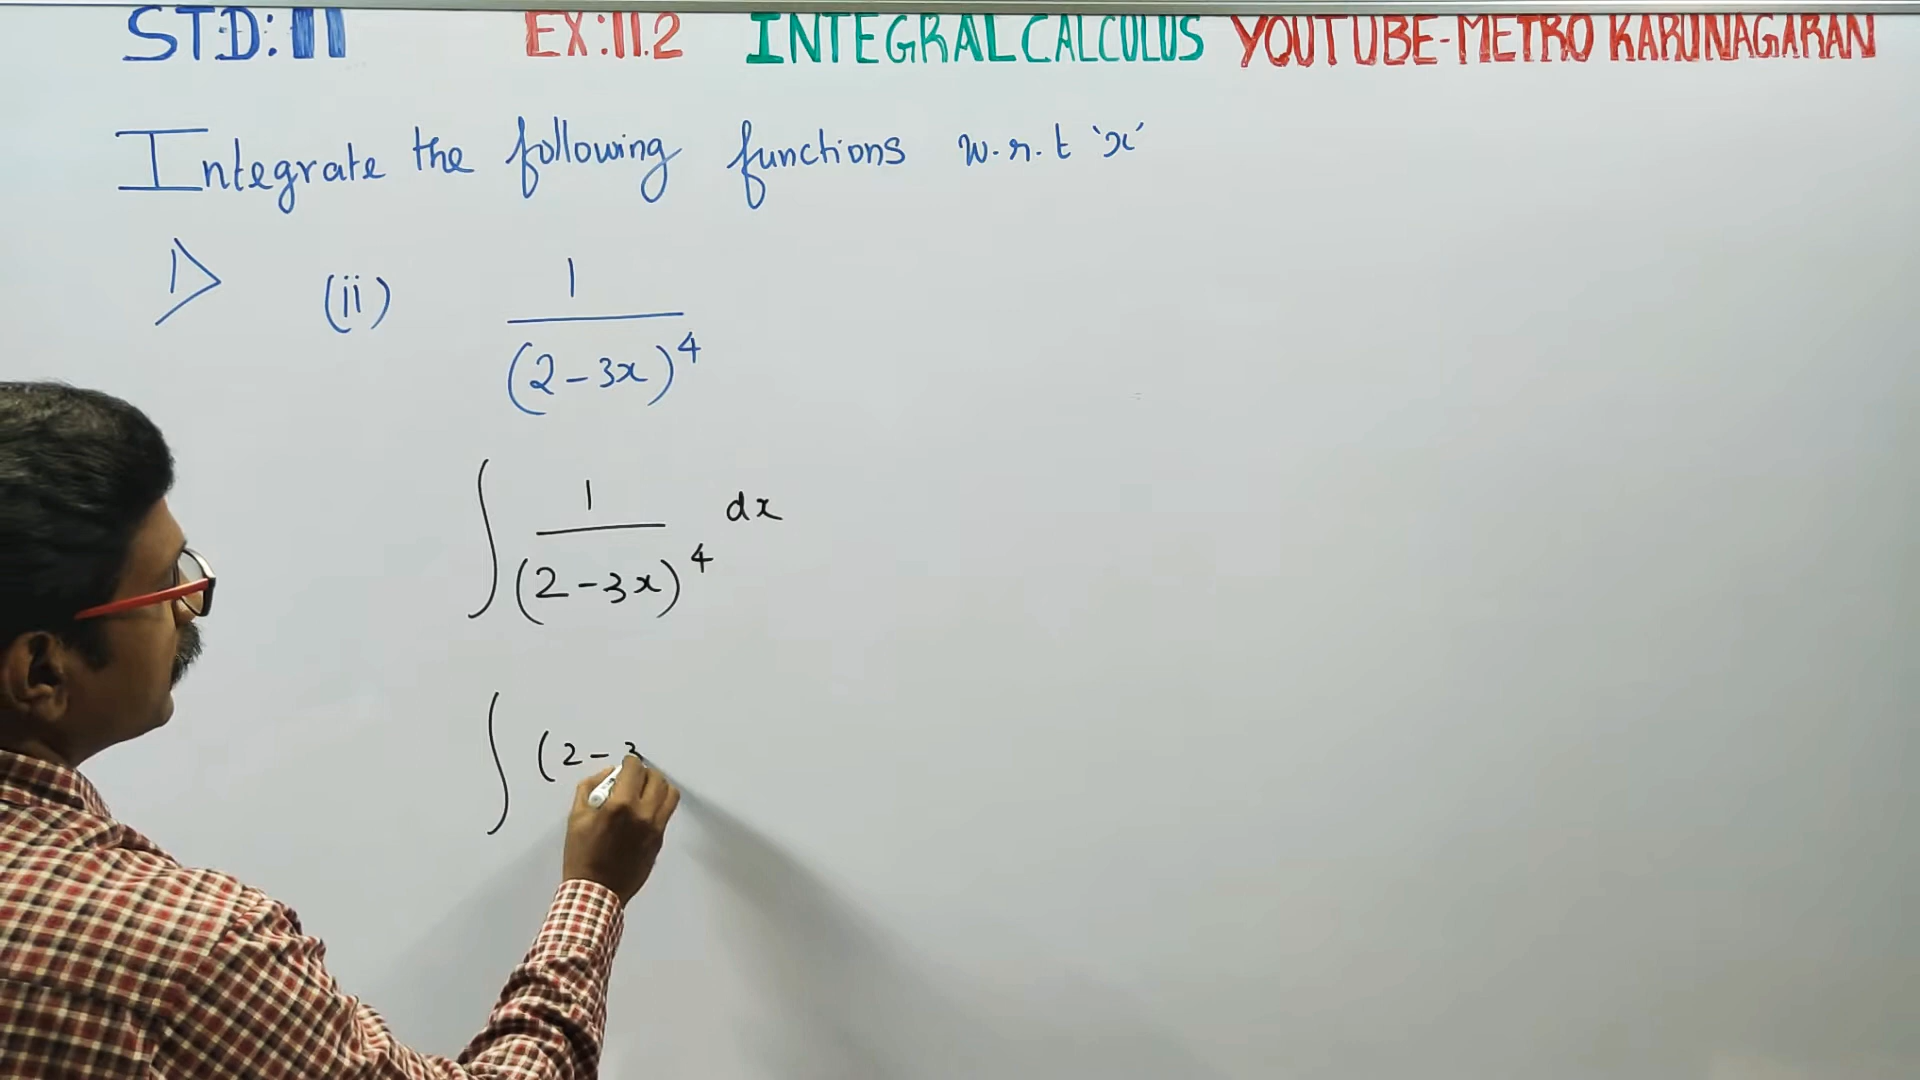 STD: 11 EX: 11.2 INTEGRAL CALCULUS YOUTUBE-METRO KARUNAGARAN
Integrate the following functions w.r.t 'x'
1) (ii) 1
(2-3x)^4
∫ 1 dx
(2-3x)^4
∫ (2-3